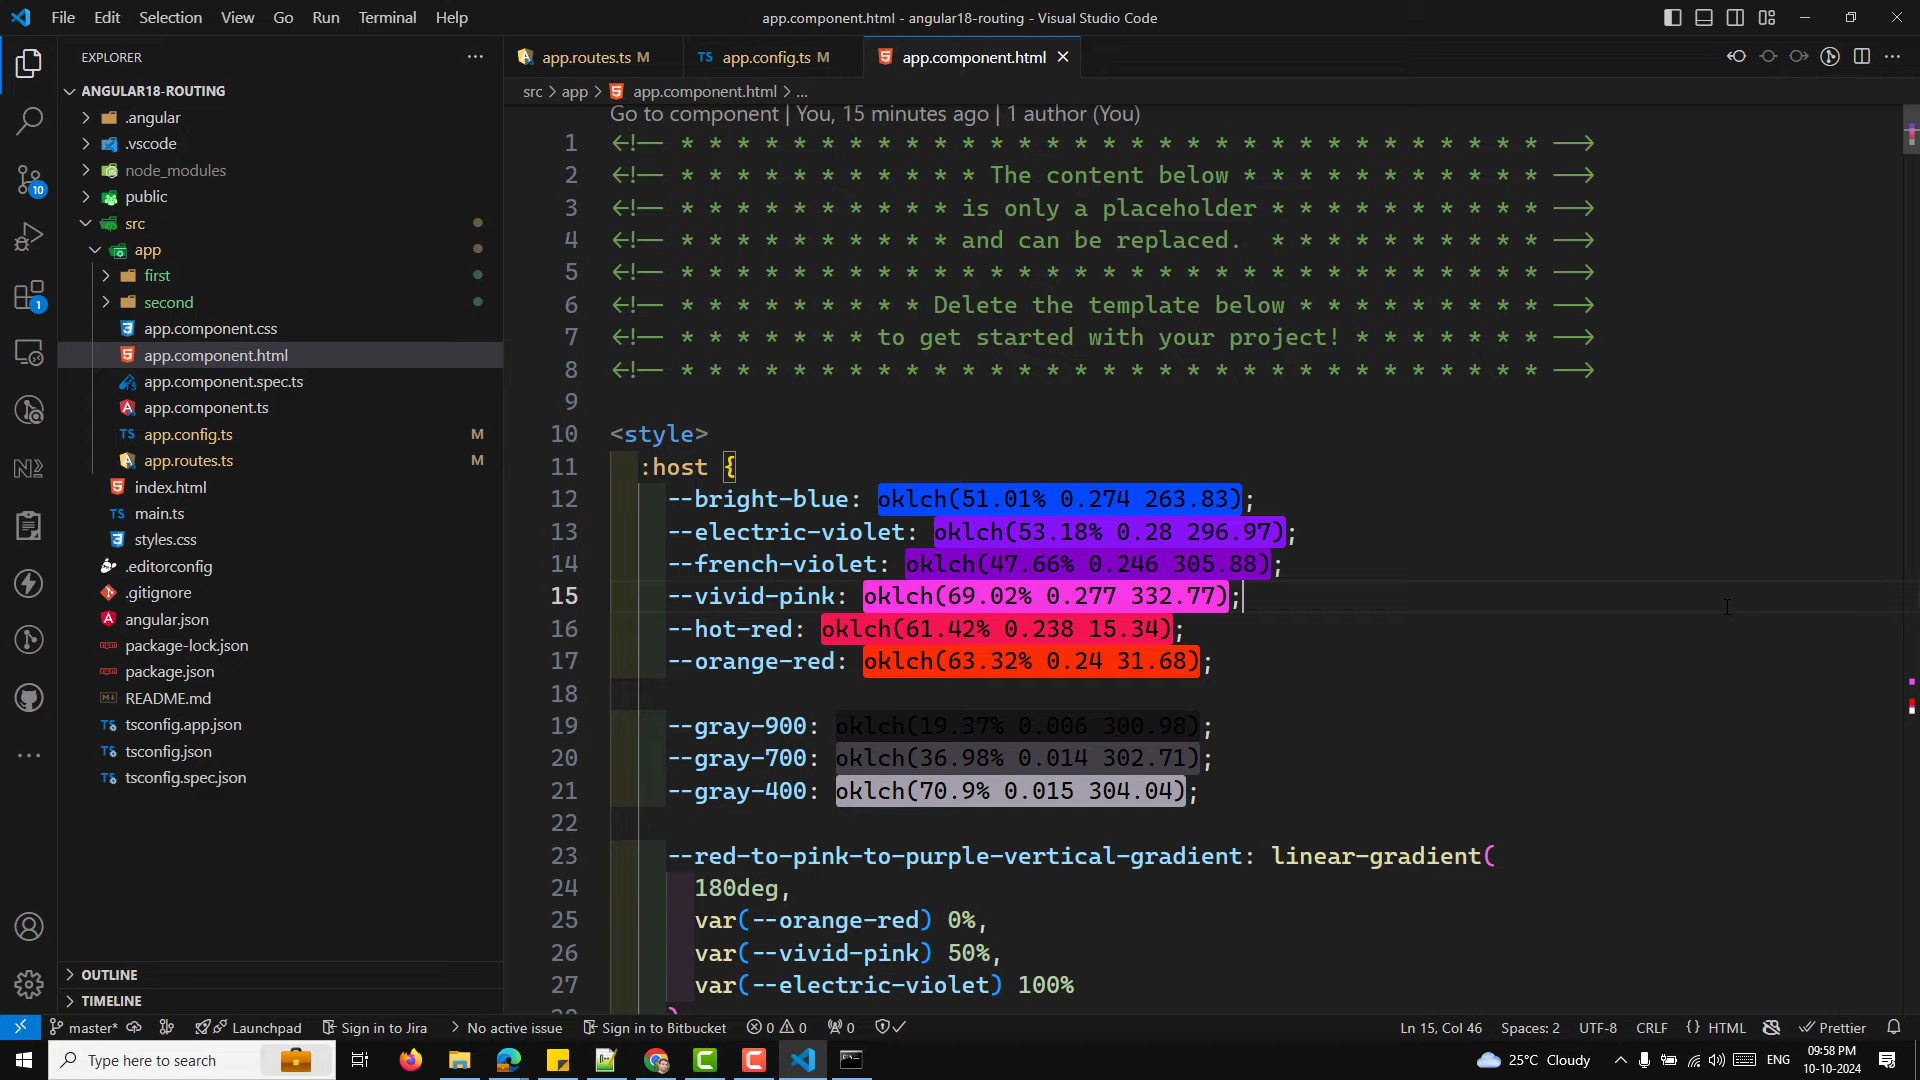 File Edit Selection View Go Run Terminal Help
app.component.html - angular18-routing - Visual Studio Code
EXPLORER
ANGULAR18-ROUTING
.angular
.vscode
node_modules
public
src
app
first
second
app.component.css
app.component.html
app.component.spec.ts
app.component.ts
app.config.ts M
app.routes.ts M
index.html
main.ts
styles.css
.editorconfig
.gitignore
angular.json
package-lock.json
package.json
README.md
tsconfig.app.json
tsconfig.json
tsconfig.spec.json
OUTLINE
TIMELINE
10
1
app.routes.ts M
TS app.config.ts M
app.component.html
src > app > app.component.html > ...
Go to component | You, 15 minutes ago | 1 author (You)
1 <!-- * * * * * * * * * * * * * * * * * * * * * * * * * * * * * * * -->
2 <!-- * * * * * * * * * * * The content below * * * * * * * * * * * -->
3 <!-- * * * * * * * * * * is only a placeholder * * * * * * * * * * -->
4 <!-- * * * * * * * * * * and can be replaced.  * * * * * * * * * * -->
5 <!-- * * * * * * * * * * * * * * * * * * * * * * * * * * * * * * * -->
6 <!-- * * * * * * * * * Delete the template below * * * * * * * * * -->
7 <!-- * * * * * * * to get started with your project! * * * * * * * -->
8 <!-- * * * * * * * * * * * * * * * * * * * * * * * * * * * * * * * -->
9
10 <style>
11 :host {
12 --bright-blue: oklch(51.01% 0.274 263.83);
13 --electric-violet: oklch(53.18% 0.28 296.97);
14 --french-violet: oklch(47.66% 0.246 305.88);
15 --vivid-pink: oklch(69.02% 0.277 332.77);
16 --hot-red: oklch(61.42% 0.238 15.34);
17 --orange-red: oklch(63.32% 0.24 31.68);
18
19 --gray-900: oklch(19.37% 0.006 300.98);
20 --gray-700: oklch(36.98% 0.014 302.71);
21 --gray-400: oklch(70.9% 0.015 304.04);
22
23 --red-to-pink-to-purple-vertical-gradient: linear-gradient(
24 180deg,
25 var(--orange-red) 0%,
26 var(--vivid-pink) 50%,
27 var(--electric-violet) 100%
master* Launchpad Sign in to Jira No active issue Sign in to Bitbucket 0 0 0 Ln 15, Col 46 Spaces: 2 UTF-8 CRLF {} HTML Prettier
Type here to search
25°C Cloudy ENG
09:58 PM
10-10-2024